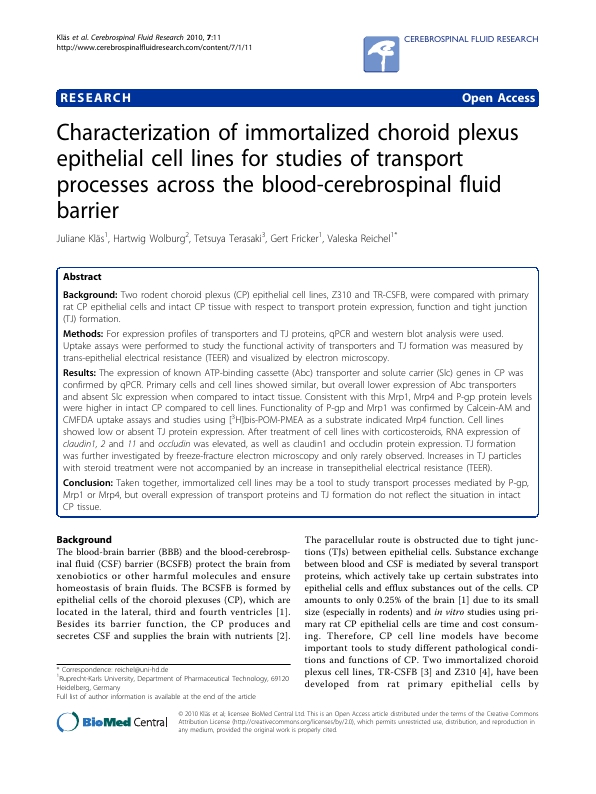 Kläs et al. Cerebrospinal Fluid Research 2010, 7:11
http://www.cerebrospinalfluidresearch.com/content/7/1/11
CEREBROSPINAL FLUID RESEARCH
RESEARCH Open Access
Characterization of immortalized choroid plexus
epithelial cell lines for studies of transport
processes across the blood-cerebrospinal fluid
barrier
Juliane Kläs1, Hartwig Wolburg2, Tetsuya Terasaki3, Gert Fricker1, Valeska Reichel1*
Abstract
Background: Two rodent choroid plexus (CP) epithelial cell lines, Z310 and TR-CSFB, were compared with primary
rat CP epithelial cells and intact CP tissue with respect to transport protein expression, function and tight junction
(TJ) formation.
Methods: For expression profiles of transporters and TJ proteins, qPCR and western blot analysis were used.
Uptake assays were performed to study the functional activity of transporters and TJ formation was measured by
trans-epithelial electrical resistance (TEER) and visualized by electron microscopy.
Results: The expression of known ATP-binding cassette (Abc) transporter and solute carrier (Slc) genes in CP was
confirmed by qPCR. Primary cells and cell lines showed similar, but overall lower expression of Abc transporters
and absent Slc expression when compared to intact tissue. Consistent with this Mrp1, Mrp4 and P-gp protein levels
were higher in intact CP compared to cell lines. Functionality of P-gp and Mrp1 was confirmed by Calcein-AM and
CMFDA uptake assays and studies using [3H]bis-POM-PMEA as a substrate indicated Mrp4 function. Cell lines
showed low or absent TJ protein expression. After treatment of cell lines with corticosteroids, RNA expression of
claudin1, 2 and 11 and occludin was elevated, as well as claudin1 and occludin protein expression. TJ formation
was further investigated by freeze-fracture electron microscopy and only rarely observed. Increases in TJ particles
with steroid treatment were not accompanied by an increase in transepithelial electrical resistance (TEER).
Conclusion: Taken together, immortalized cell lines may be a tool to study transport processes mediated by P-gp,
Mrp1 or Mrp4, but overall expression of transport proteins and TJ formation do not reflect the situation in intact
CP tissue.
Background
The blood-brain barrier (BBB) and the blood-cerebrosp-
inal fluid (CSF) barrier (BCSFB) protect the brain from
xenobiotics or other harmful molecules and ensure
homeostasis of brain fluids. The BCSFB is formed by
epithelial cells of the choroid plexuses (CP), which are
located in the lateral, third and fourth ventricles [1].
Besides its barrier function, the CP produces and
secretes CSF and supplies the brain with nutrients [2].
The paracellular route is obstructed due to tight junc-
tions (TJs) between epithelial cells. Substance exchange
between blood and CSF is mediated by several transport
proteins, which actively take up certain substrates into
epithelial cells and efflux substances out of the cells. CP
amounts to only 0.25% of the brain [1] due to its small
size (especially in rodents) and in vitro studies using pri-
mary rat CP epithelial cells are time and cost consum-
ing. Therefore, CP cell line models have become
important tools to study different pathological condi-
tions and functions of CP. Two immortalized choroid
plexus cell lines, TR-CSFB [3] and Z310 [4], have been
developed from rat primary epithelial cells by
* Correspondence: reichel@uni-hd.de
1Ruprecht-Karls University, Department of Pharmaceutical Technology, 69120
Heidelberg, Germany
Full list of author information is available at the end of the article
BioMed Central
© 2010 Kläs et al; licensee BioMed Central Ltd. This is an Open Access article distributed under the terms of the Creative Commons
Attribution License (http://creativecommons.org/licenses/by/2.0), which permits unrestricted use, distribution, and reproduction in
any medium, provided the original work is properly cited.